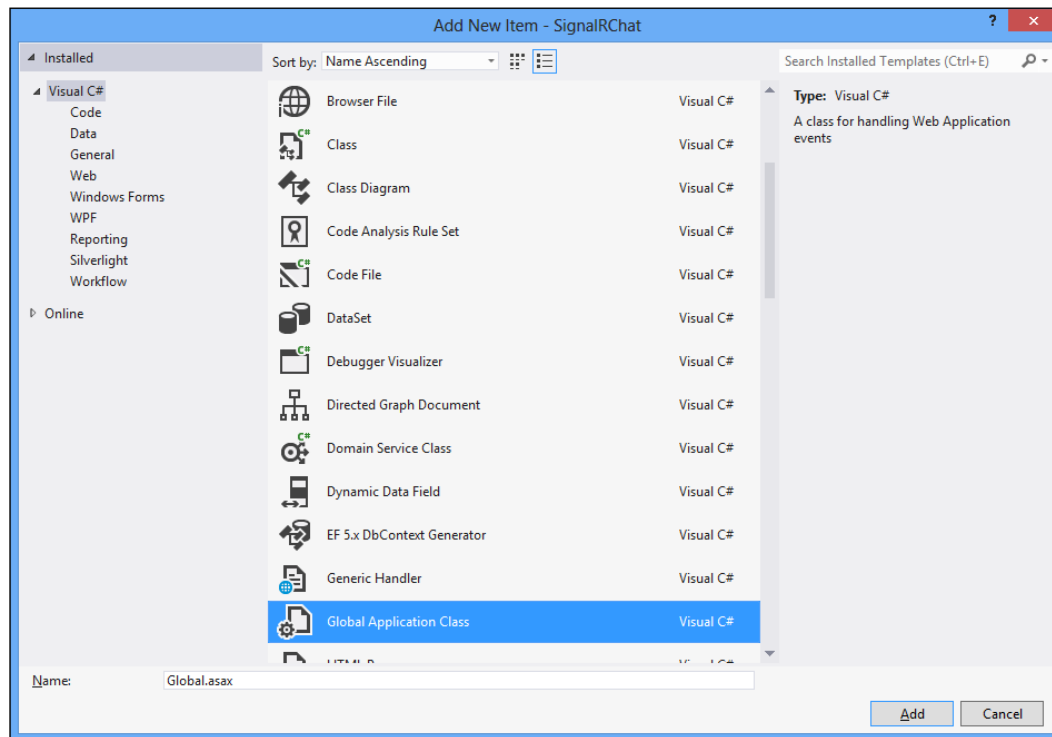 Add New Item - SignalRChat
?
Installed
Sort by: Name Ascending
Search Installed Templates (Ctrl+E)
Visual C#
Code
Data
General
Web
Windows Forms
WPF
Reporting
Silverlight
Workflow
Online
Browser File Visual C#
C# Class Visual C#
Class Diagram Visual C#
Code Analysis Rule Set Visual C#
C# Code File Visual C#
DataSet Visual C#
C# Debugger Visualizer Visual C#
Directed Graph Document Visual C#
C# Domain Service Class Visual C#
Dynamic Data Field Visual C#
EF 5.x DbContext Generator Visual C#
Generic Handler Visual C#
Global Application Class Visual C#
Type: Visual C#
A class for handling Web Application
events
Name: Global.asax
Add Cancel